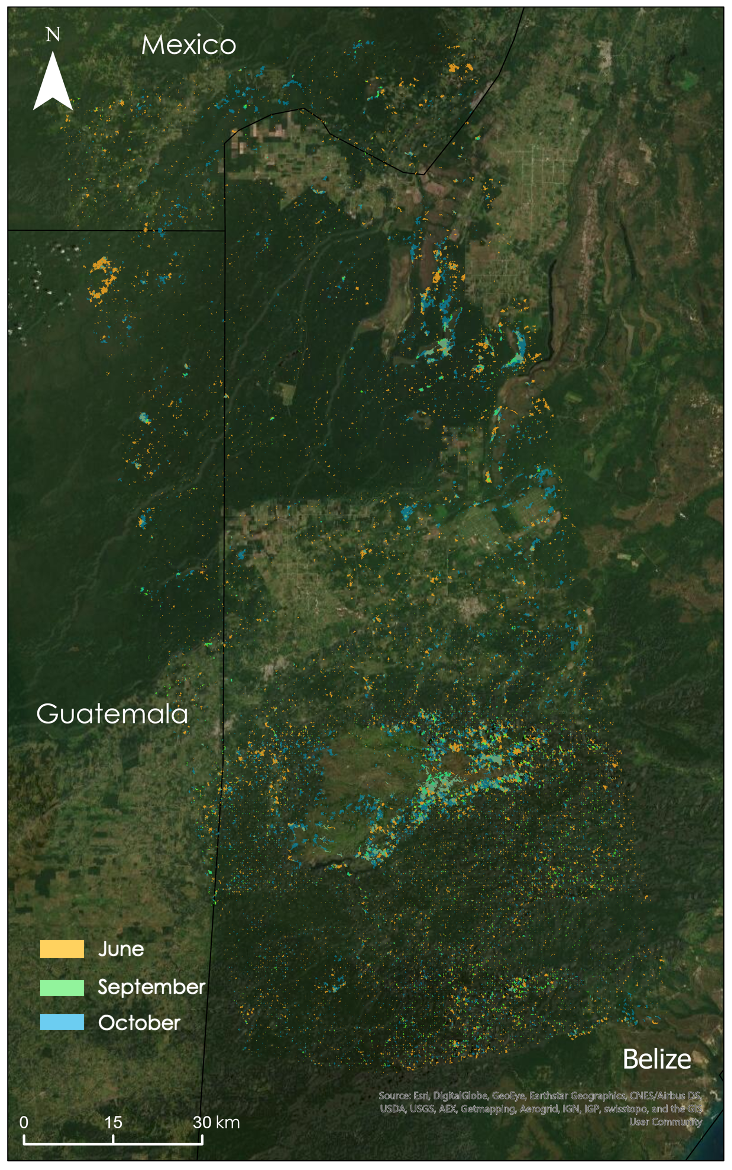 N
Mexico
Guatemala
June
September
October
Belize
Source: Esri, DigitalGlobe, GeoEye, Earthstar Geographics, CNES/Airbus DS,
USDA, USGS, AEX, Getmapping, Aerogrid, IGN, IGP, swisstopo, and the GIS
User Community
0 15 30 km